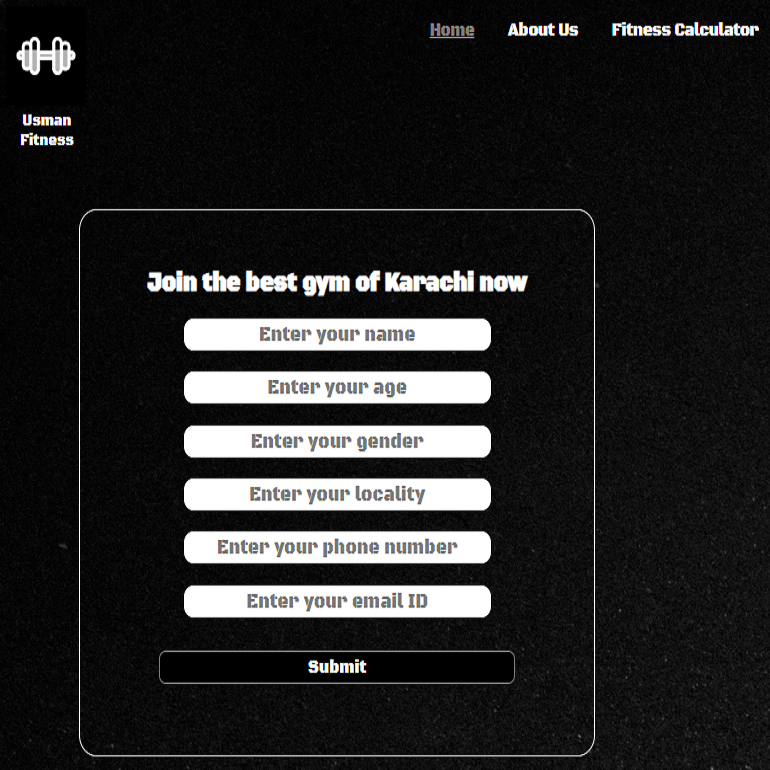 Home
About Us
Fitness Calculator
Usman
Fitness
Join the best gym of Karachi now
Enter your name
Enter your age
Enter your gender
Enter your locality
Enter your phone number
Enter your email ID
Submit